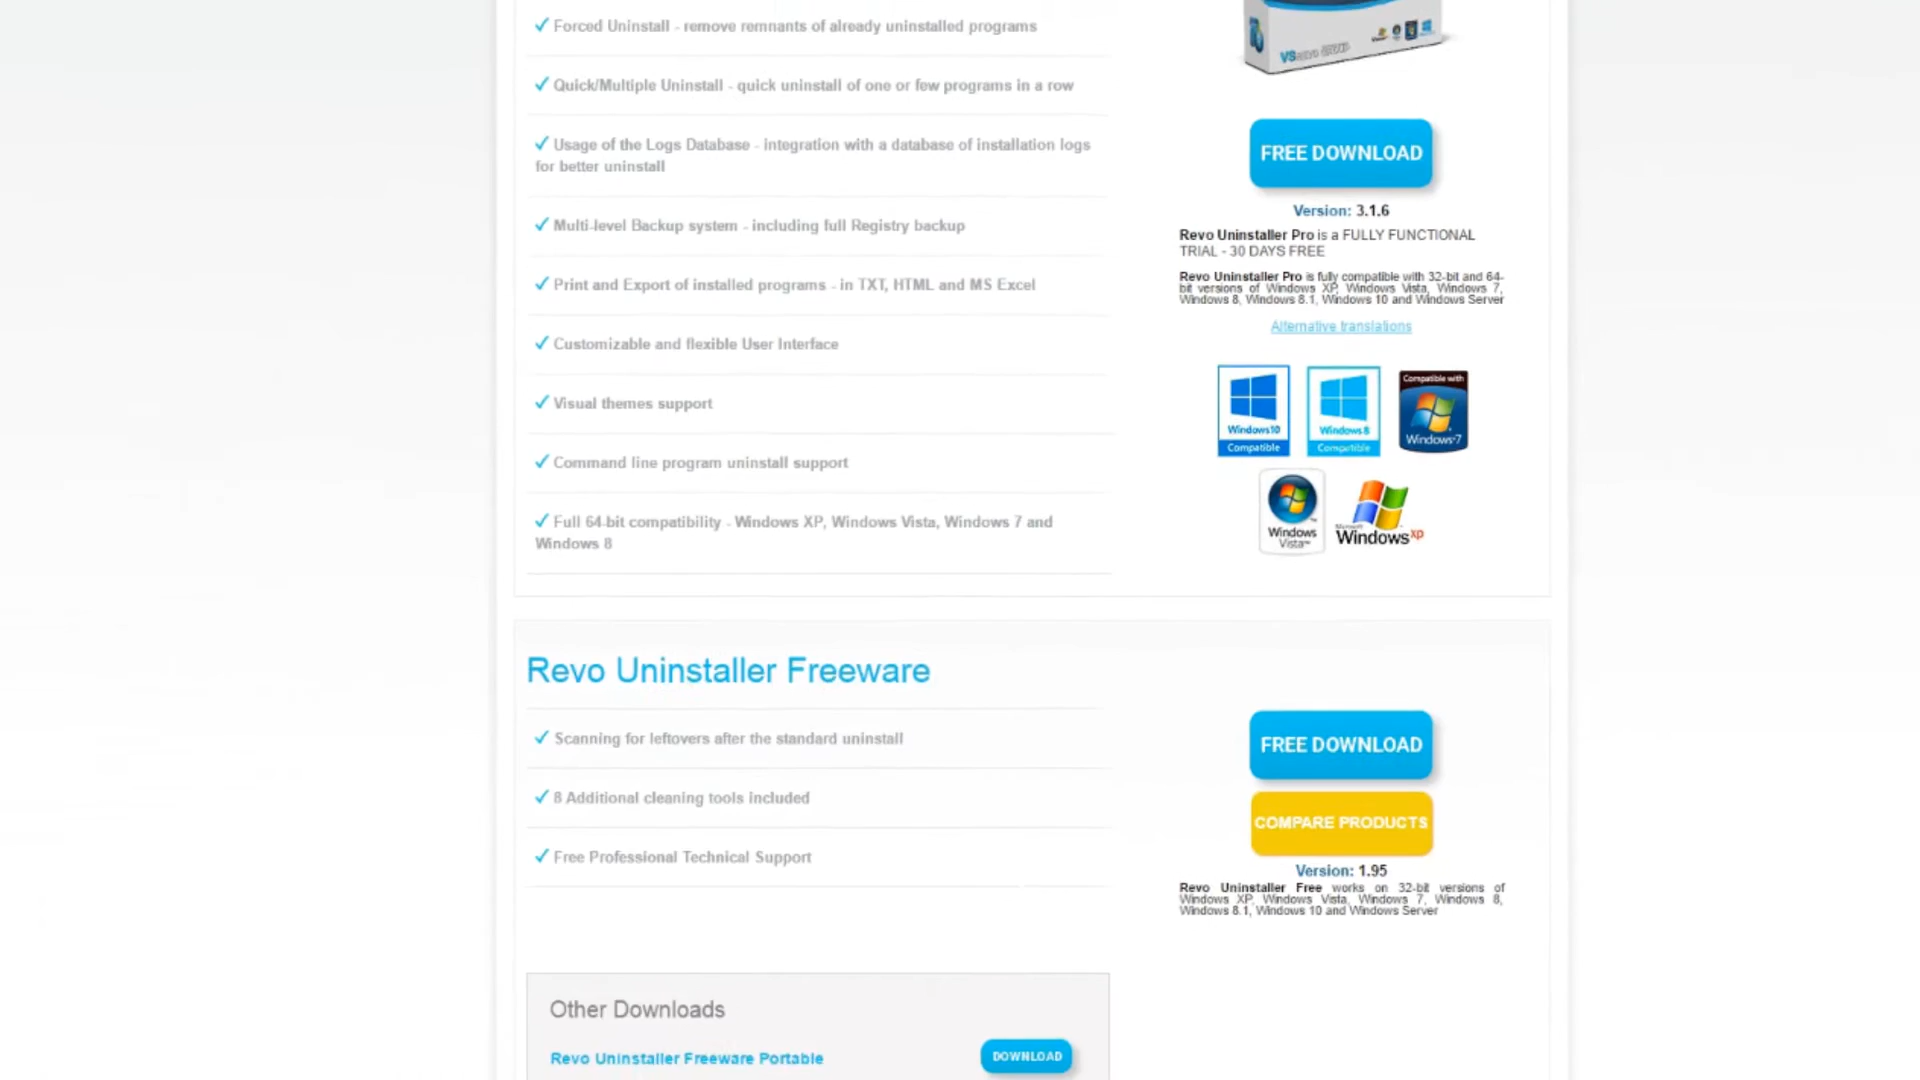 ✓ Forced Uninstall - remove remnants of already uninstalled programs
✓ Quick/Multiple Uninstall - quick uninstall of one or few programs in a row
✓ Usage of the Logs Database - integration with a database of installation logs
for better uninstall
✓ Multi-level Backup system - including full Registry backup
✓ Print and Export of installed programs - in TXT, HTML and MS Excel
✓ Customizable and flexible User Interface
✓ Visual themes support
✓ Command line program uninstall support
✓ Full 64-bit compatibility - Windows XP, Windows Vista, Windows 7 and
Windows 8
VS revo GROUP
FREE DOWNLOAD
Version: 3.1.6
Revo Uninstaller Pro is a FULLY FUNCTIONAL
TRIAL - 30 DAYS FREE
Revo Uninstaller Pro is fully compatible with 32-bit and 64-
bit versions of Windows XP, Windows Vista, Windows 7,
Windows 8, Windows 8.1, Windows 10 and Windows Server
Alternative translations
Windows 10
Compatible
Windows 8
Compatible
Compatible with
Windows 7
Windows
Vista™
Microsoft
Windows xp
Revo Uninstaller Freeware
✓ Scanning for leftovers after the standard uninstall
✓ 8 Additional cleaning tools included
✓ Free Professional Technical Support
FREE DOWNLOAD
COMPARE PRODUCTS
Version: 1.95
Revo Uninstaller Free works on 32-bit versions of
Windows XP, Windows Vista, Windows 7, Windows 8,
Windows 8.1, Windows 10 and Windows Server
Other Downloads
Revo Uninstaller Freeware Portable
DOWNLOAD